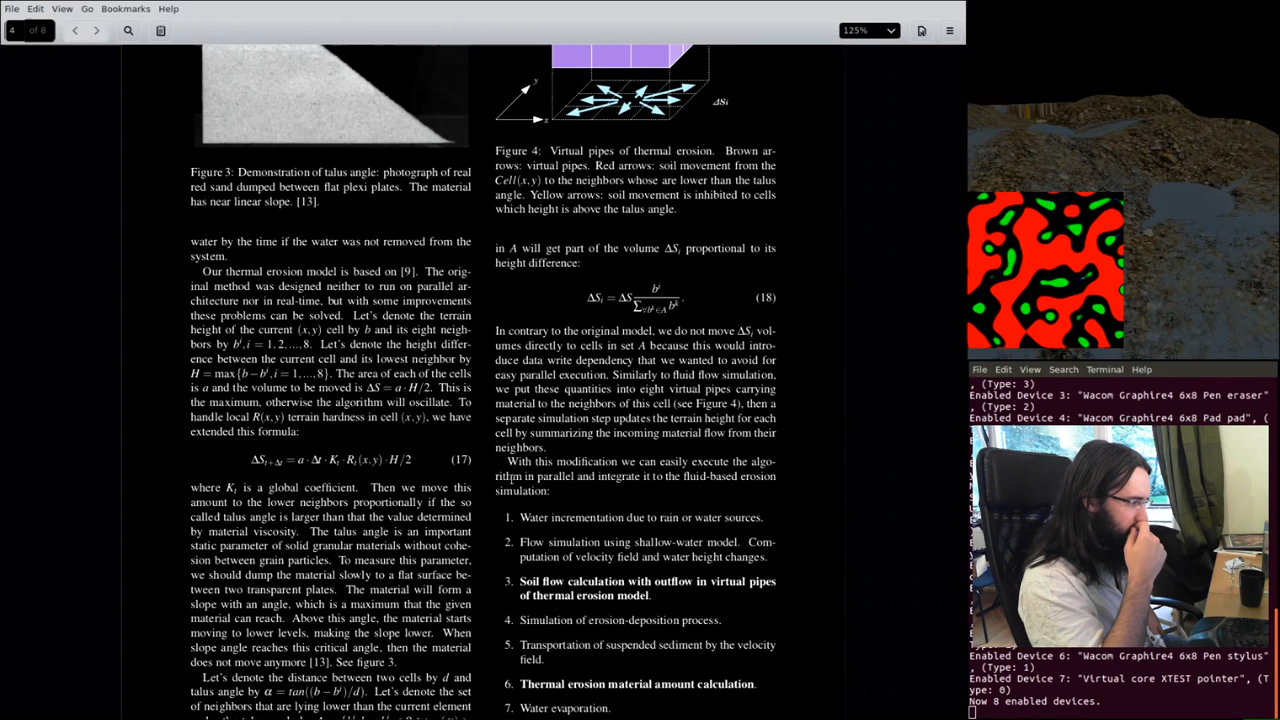 File Edit View Go Bookmarks Help
4 of 8
125%
Figure 3: Demonstration of talus angle: photograph of real
red sand dumped between flat plexi plates. The material
has near linear slope. [13].
water by the time if the water was not removed from the
system.
Our thermal erosion model is based on [9]. The orig-
inal method was designed neither to run on parallel ar-
chitecture nor in real-time, but with some improvements
these problems can be solved. Let's denote the terrain
height of the current (x,y) cell by b and its eight neigh-
bors by bⁱ, i = 1,2,...,8. Let's denote the height differ-
ence between the current cell and its lowest neighbor by
H = max{b − bⁱ, i = 1,...,8}. The area of each of the cells
is a and the volume to be moved is ΔS = a · H/2. This is
the maximum, otherwise the algorithm will oscillate. To
handle local R(x,y) terrain hardness in cell (x,y), we have
extended this formula:
ΔSₜ₊Δₜ = a · Δt · Kₜ · Rₜ(x,y) · H/2 (17)
where Kₜ is a global coefficient. Then we move this
amount to the lower neighbors proportionally if the so
called talus angle is larger than that the value determined
by material viscosity. The talus angle is an important
static parameter of solid granular materials without cohe-
sion between grain particles. To measure this parameter,
we should dump the material slowly to a flat surface be-
tween two transparent plates. The material will form a
slope with an angle, which is a maximum that the given
material can reach. Above this angle, the material starts
moving to lower levels, making the slope lower. When
slope angle reaches this critical angle, then the material
does not move anymore [13]. See figure 3.
Let's denote the distance between two cells by d and
talus angle by α = tan((b − bⁱ)/d). Let's denote the set
of neighbors that are lying lower than the current element
y
x
ΔSi
Figure 4: Virtual pipes of thermal erosion. Brown ar-
rows: virtual pipes. Red arrows: soil movement from the
Cell(x,y) to the neighbors whose are lower than the talus
angle. Yellow arrows: soil movement is inhibited to cells
which height is above the talus angle.
in A will get part of the volume ΔSᵢ proportional to its
height difference:
ΔSᵢ = ΔS bⁱ / ∑∀bᵏ∈A bᵏ . (18)
In contrary to the original model, we do not move ΔSᵢ vol-
umes directly to cells in set A because this would intro-
duce data write dependency that we wanted to avoid for
easy parallel execution. Similarly to fluid flow simulation,
we put these quantities into eight virtual pipes carrying
material to the neighbors of this cell (see Figure 4), then a
separate simulation step updates the terrain height for each
cell by summarizing the incoming material flow from their
neighbors.
With this modification we can easily execute the algo-
rithm in parallel and integrate it to the fluid-based erosion
simulation:
1. Water incrementation due to rain or water sources.
2. Flow simulation using shallow-water model. Com-
putation of velocity field and water height changes.
3. Soil flow calculation with outflow in virtual pipes
of thermal erosion model.
4. Simulation of erosion-deposition process.
5. Transportation of suspended sediment by the velocity
field.
6. Thermal erosion material amount calculation.
7. Water evaporation.
File Edit View Search Terminal Help
, (Type: 3)
Enabled Device 3: "Wacom Graphire4 6x8 Pen eraser"
, (Type: 2)
Enabled Device 4: "Wacom Graphire4 6x8 Pad pad", (
Enabled Device 6: "Wacom Graphire4 6x8 Pen stylus"
, (Type: 1)
Enabled Device 7: "Virtual core XTEST pointer", (T
ype: 0)
Now 8 enabled devices.